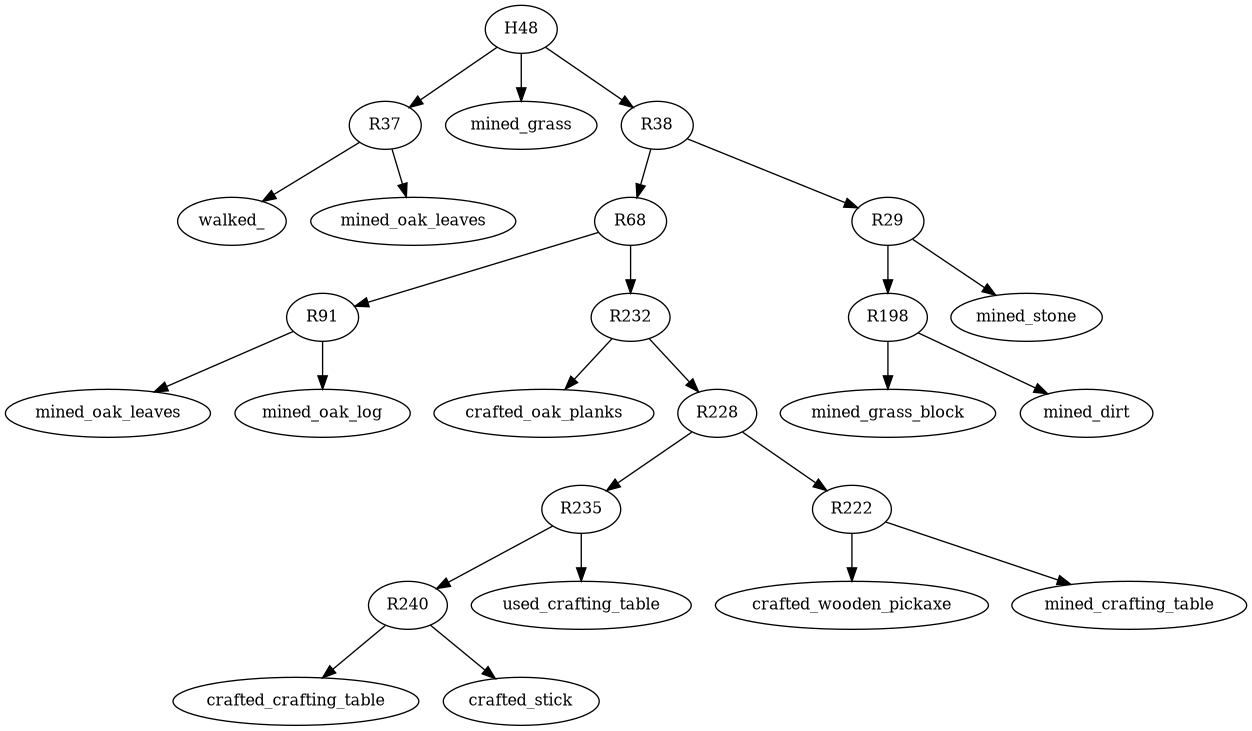 H48
R37
mined_grass
R38
walked_
mined_oak_leaves
R68
R29
R91
R232
R198
mined_stone
mined_oak_leaves
mined_oak_log
crafted_oak_planks
R228
mined_grass_block
mined_dirt
R235
R222
R240
used_crafting_table
crafted_wooden_pickaxe
mined_crafting_table
crafted_crafting_table
crafted_stick